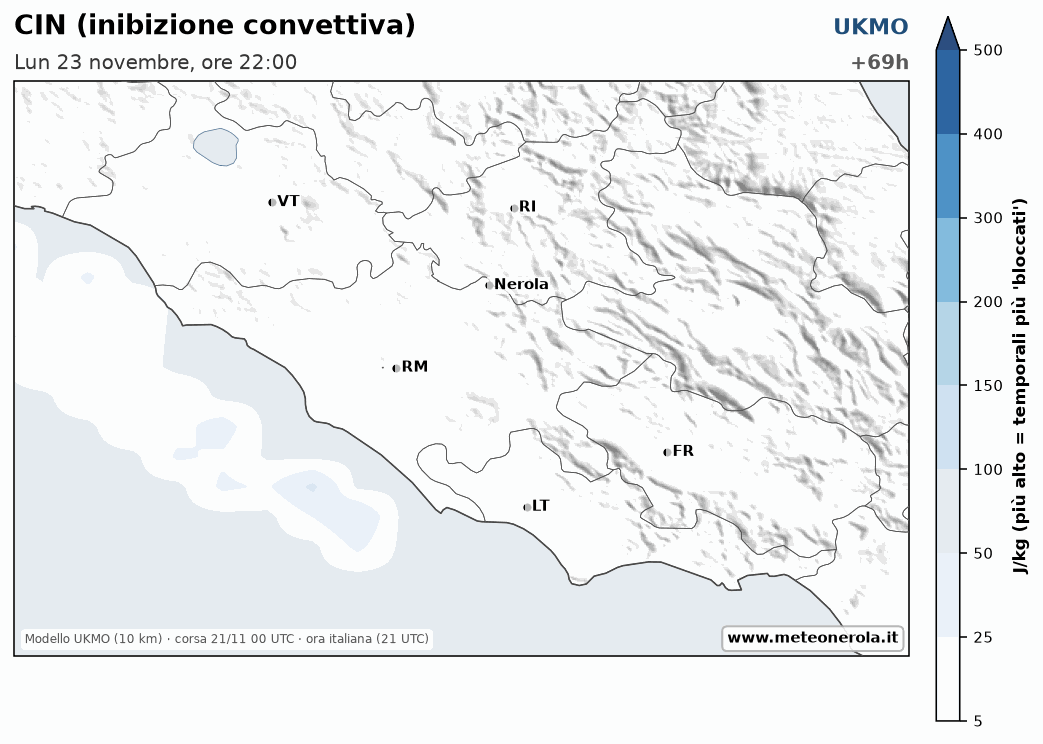 CIN (inibizione convettiva)
UKMO
Lun 23 novembre, ore 22:00
+69h
500
400
300
200
150
100
50
25
5
J/kg (più alto = temporali più 'bloccati')
VT
RI
Nerola
RM
FR
LT
Modello UKMO (10 km) · corsa 21/11 00 UTC · ora italiana (21 UTC)
www.meteonerola.it